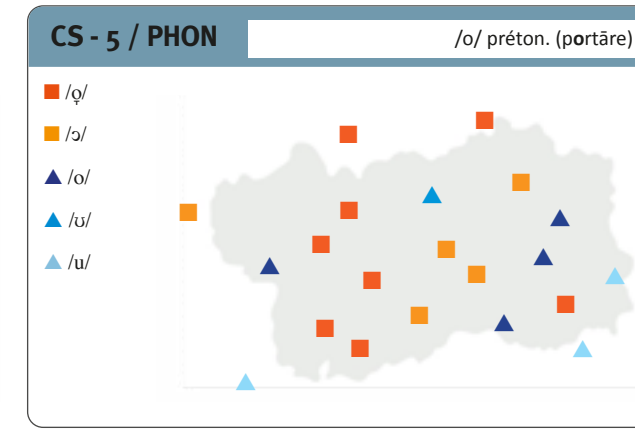 CS - 5 / PHON
/o/ préton. (portāre)
/o̞/
/ɔ/
/o/
/ʊ/
/u/